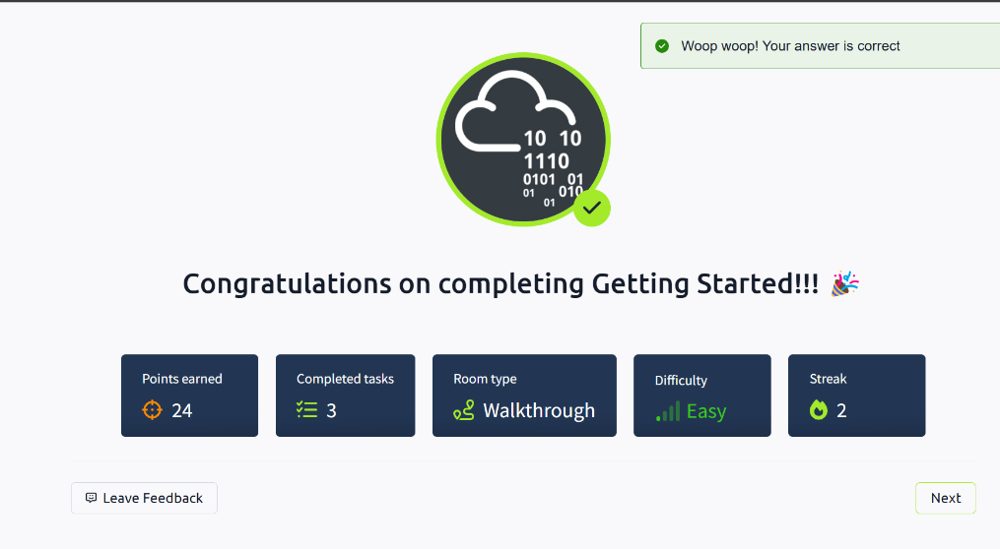 Woop woop! Your answer is correct
10 10
1110
0101 01
01 010
01
Congratulations on completing Getting Started!!!
Points earned
24
Completed tasks
3
Room type
Walkthrough
Difficulty
Easy
Streak
2
Leave Feedback
Next